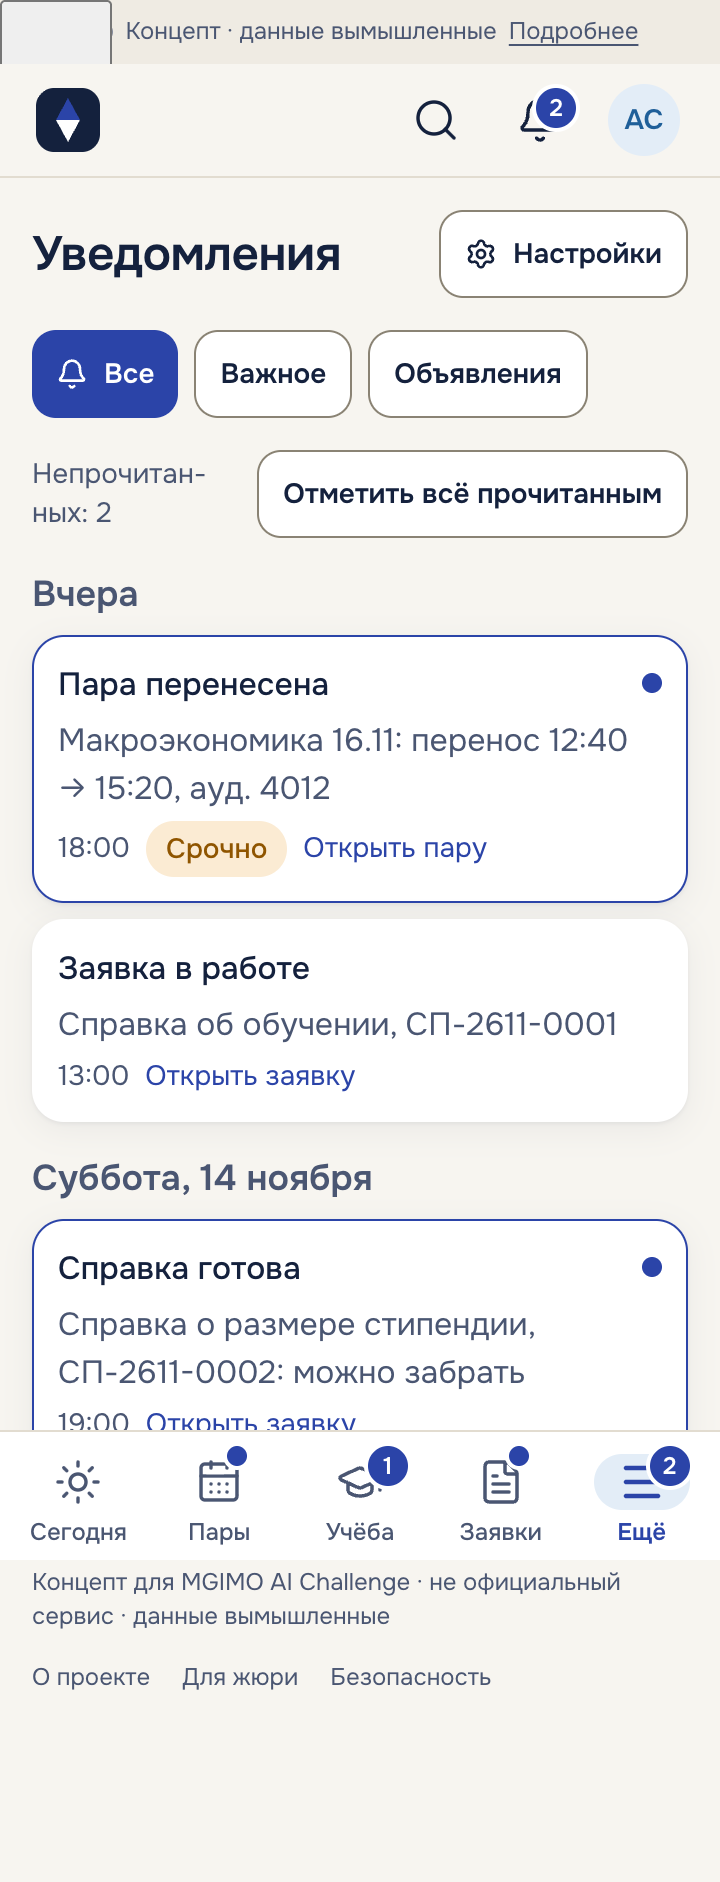 Концепт · данные вымышленные Подробнее
2
АС
Уведомления
Настройки
Все
Важное
Объявления
Непрочитан-
ных: 2
Отметить всё прочитанным
Вчера
Пара перенесена
Макроэкономика 16.11: перенос 12:40
→ 15:20, ауд. 4012
18:00 Срочно Открыть пару
Заявка в работе
Справка об обучении, СП-2611-0001
13:00 Открыть заявку
Суббота, 14 ноября
Справка готова
Справка о размере стипендии,
СП-2611-0002: можно забрать
19:00 Открыть заявку
1
2
Сегодня
Пары
Учёба
Заявки
Ещё
Концепт для MGIMO AI Challenge · не официальный
сервис · данные вымышленные
О проекте Для жюри Безопасность